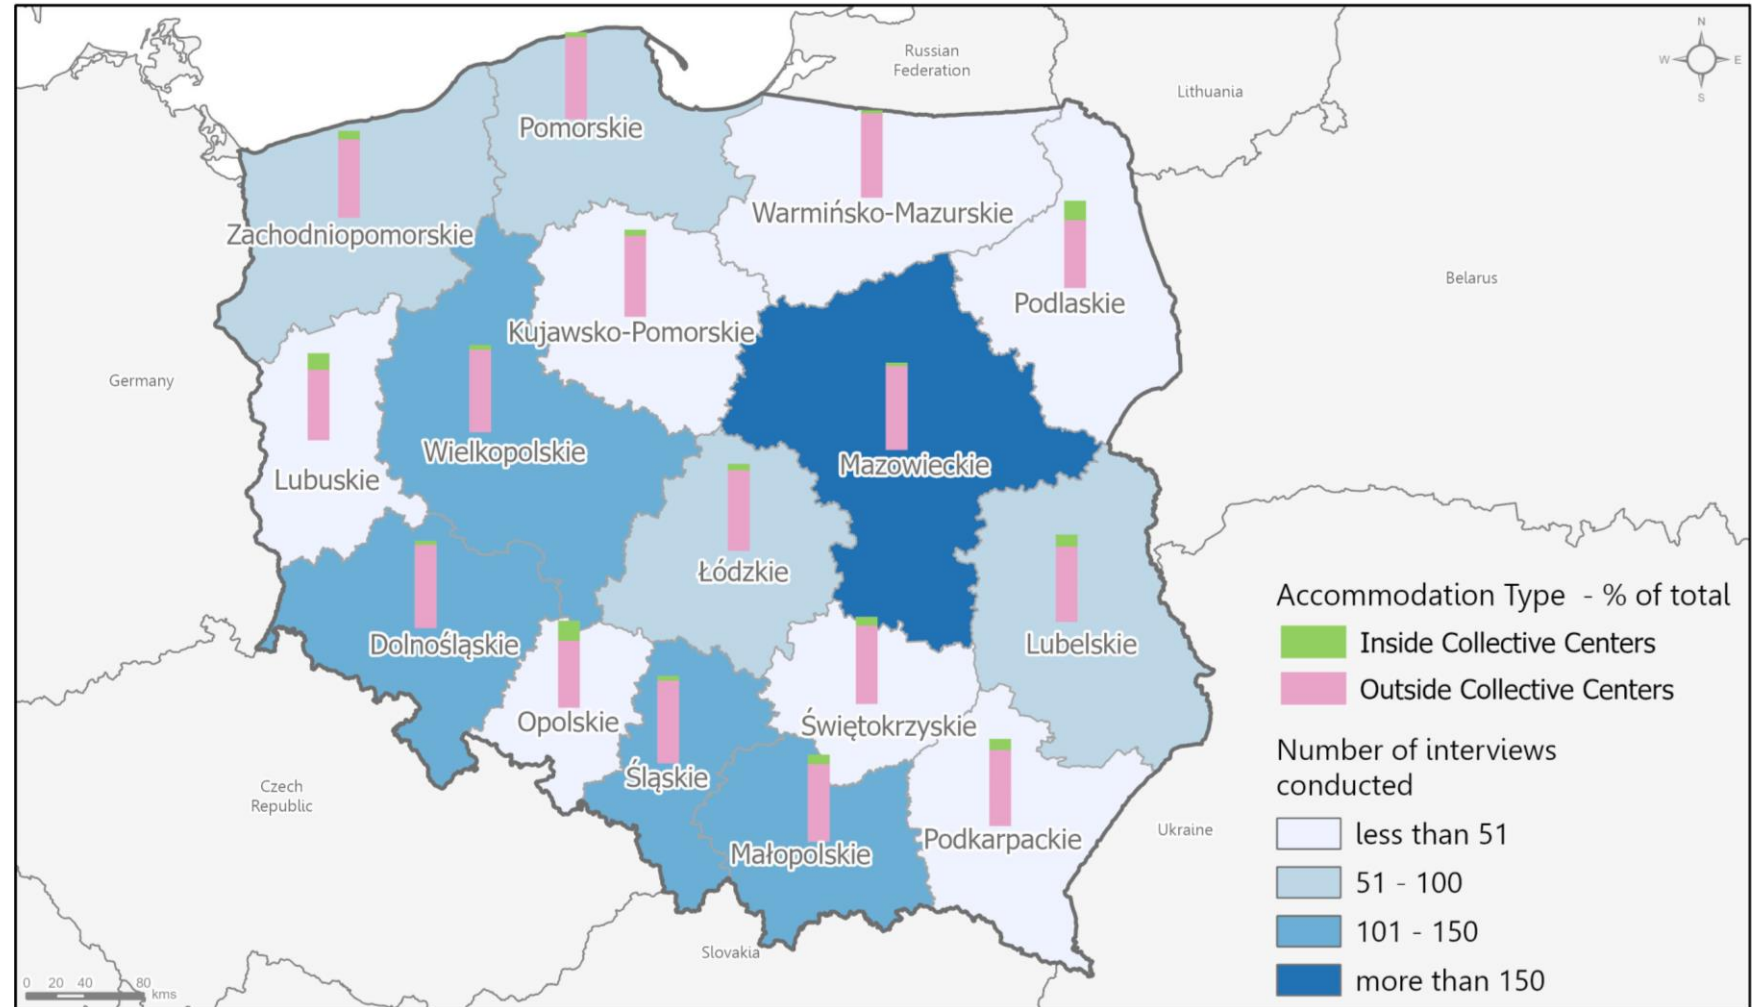 N
W E
S
Russian
Federation
Lithuania
Pomorskie
Warmińsko-Mazurskie
Zachodniopomorskie
Podlaskie
Belarus
Kujawsko-Pomorskie
Germany
Wielkopolskie
Mazowieckie
Lubuskie
Łódzkie
Dolnośląskie
Lubelskie
Opolskie
Świętokrzyskie
Śląskie
Czech
Republic
Małopolskie
Podkarpackie
Ukraine
Slovakia
0 20 40 80
kms
Accommodation Type - % of total
Inside Collective Centers
Outside Collective Centers
Number of interviews
conducted
less than 51
51 - 100
101 - 150
more than 150